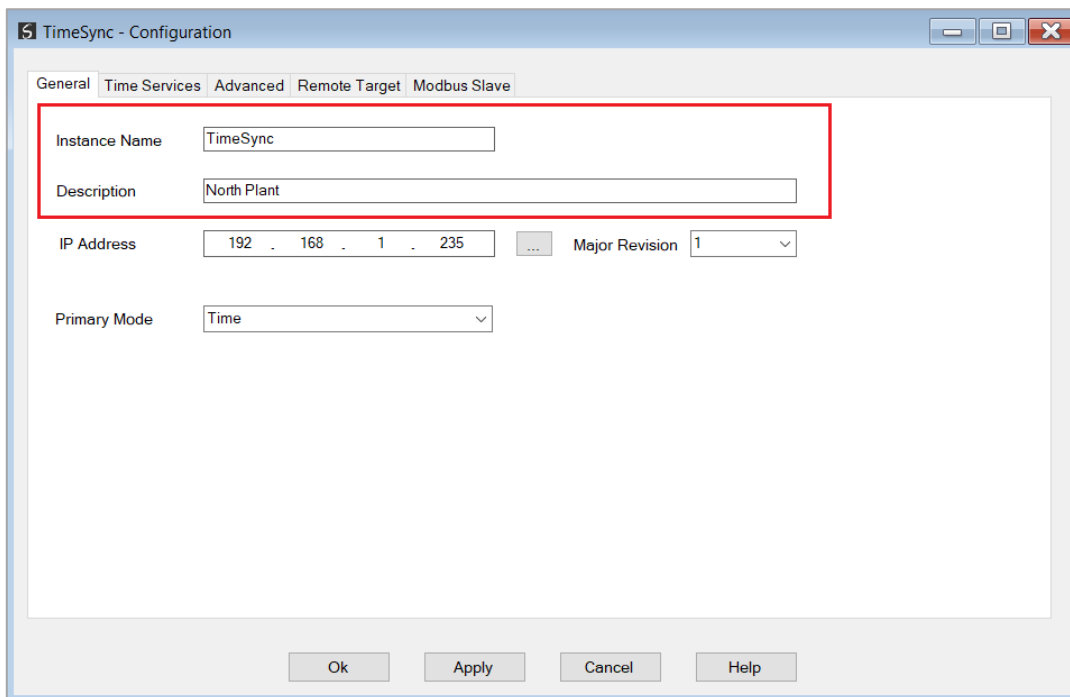 TimeSync - Configuration
General Time Services Advanced Remote Target Modbus Slave
Instance Name TimeSync
Description North Plant
IP Address 192 . 168 . 1 . 235 ... Major Revision 1
Primary Mode Time
Ok Apply Cancel Help